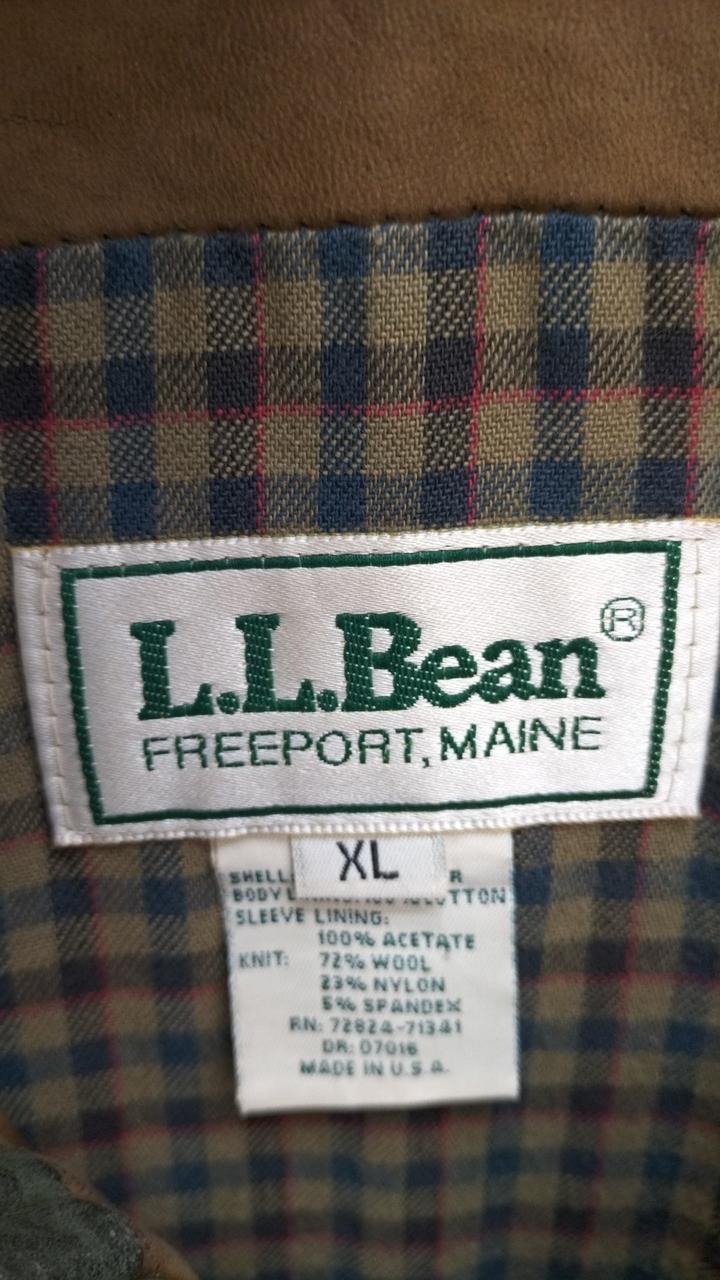 L.L.Bean®
FREEPORT, MAINE
XL
SHELL R
BODY COTTON
SLEEVE LINING:
100% ACETATE
KNIT: 72% WOOL
23% NYLON
5% SPANDEX
RN: 72824-71341
DR: 07016
MADE IN U.S.A.